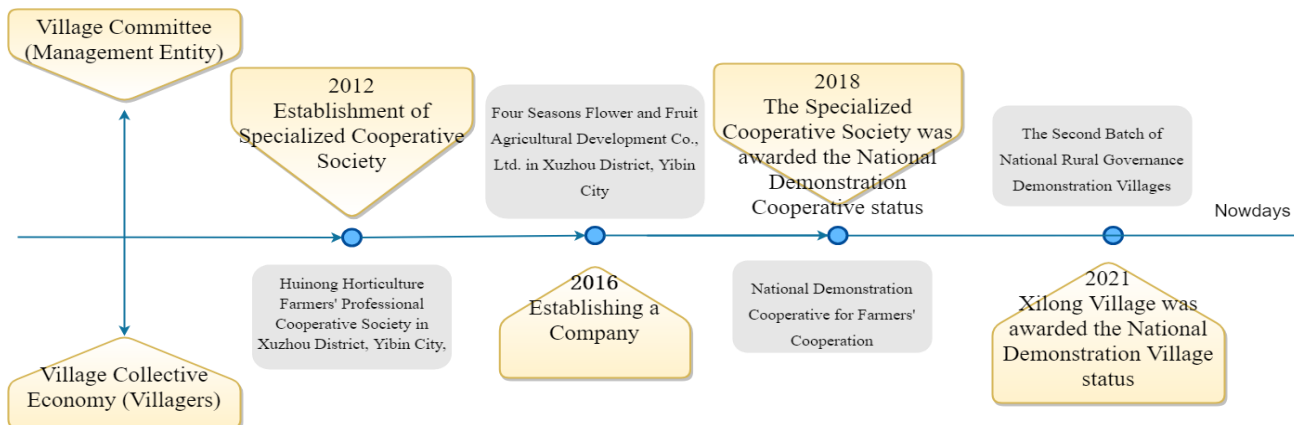 Village Committee
(Management Entity)
Village Collective
Economy (Villagers)
2012
Establishment of
Specialized Cooperative
Society
Huinong Horticulture
Farmers' Professional
Cooperative Society in
Xuzhou District, Yibin City,
Four Seasons Flower and Fruit
Agricultural Development Co.,
Ltd. in Xuzhou District, Yibin
City
2016
Establishing a
Company
2018
The Specialized
Cooperative Society was
awarded the National
Demonstration
Cooperative status
National Demonstration
Cooperative for Farmers'
Cooperation
The Second Batch of
National Rural Governance
Demonstration Villages
2021
Xilong Village was
awarded the National
Demonstration Village
status
Nowdays